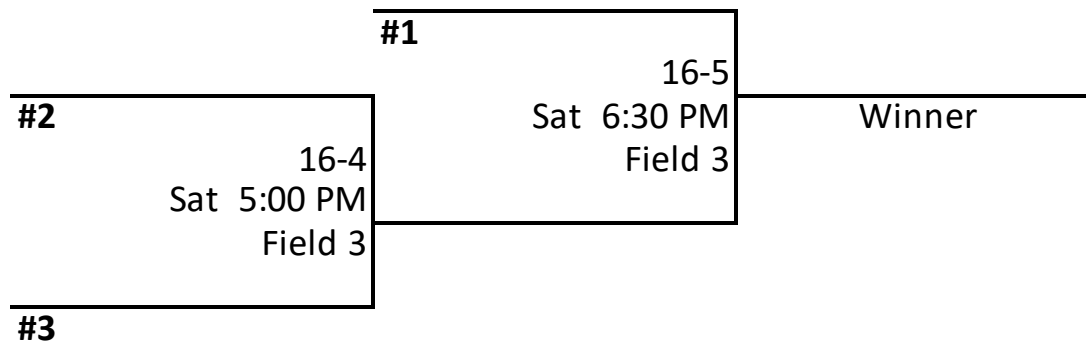 #1
16-5
Sat 6:30 PM
Field 3
Winner
#2
16-4
Sat 5:00 PM
Field 3
#3